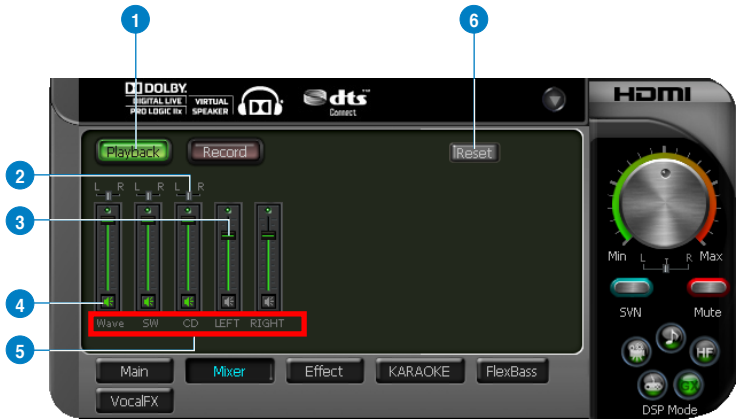 1
6
DOLBY.
DIGITAL LIVE
PRO LOGIC IIx
VIRTUAL
SPEAKER
dts
Connect
HDMI
Playback
Record
Reset
2
L R L R L R
3
Min L R Max
4
SVN Mute
Wave SW CD LEFT RIGHT
5
HF
GX
Main Mixer Effect KARAOKE FlexBass
VocalFX
DSP Mode